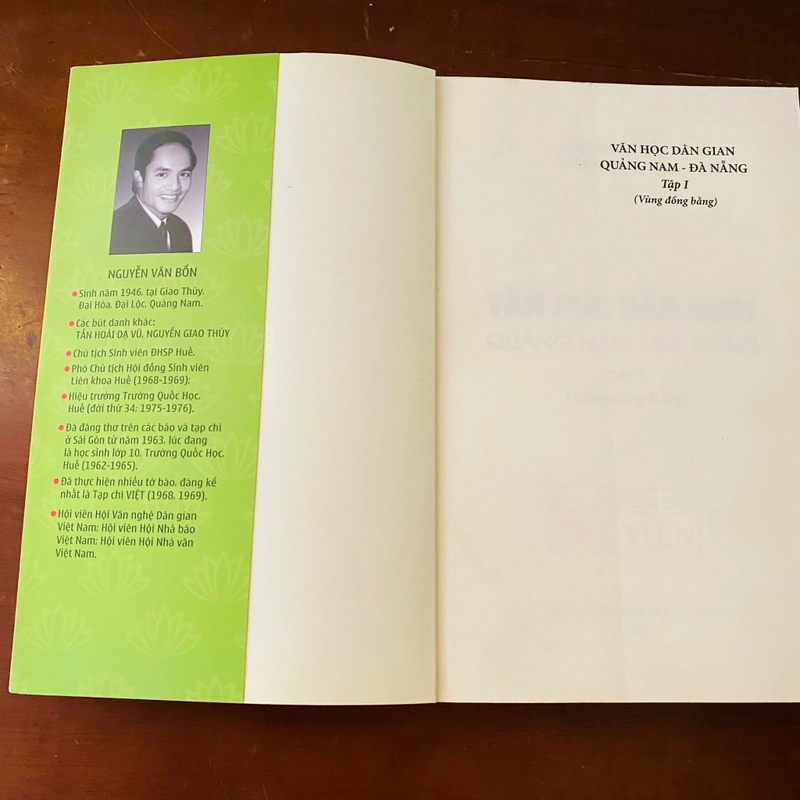 NGUYỄN VĂN BỔN
Sinh năm 1946, tại Giao Thủy,
Đại Hòa, Đại Lộc, Quảng Nam.
Các bút danh khác:
TẦN HOÀI DẠ VŨ, NGUYỄN GIAO THỦY
Chủ tịch Sinh viên ĐHSP Huế,
Phó Chủ tịch Hội đồng Sinh viên
Liên khoa Huế (1968-1969);
Hiệu trưởng Trường Quốc Học,
Huế (đời thứ 34; 1975-1976).
Đã đăng thơ trên các báo và tạp chí
ở Sài Gòn từ năm 1963, lúc đang
là học sinh lớp 10, Trường Quốc Học,
Huế (1962-1965).
Đã thực hiện nhiều tờ báo, đáng kể
nhất là Tạp chí VIỆT (1968, 1969).
Hội viên Hội Văn nghệ Dân gian
Việt Nam; Hội viên Hội Nhà báo
Việt Nam; Hội viên Hội Nhà văn
Việt Nam.
VĂN HỌC DÂN GIAN
QUẢNG NAM - ĐÀ NẴNG
Tập I
(Vùng đồng bằng)